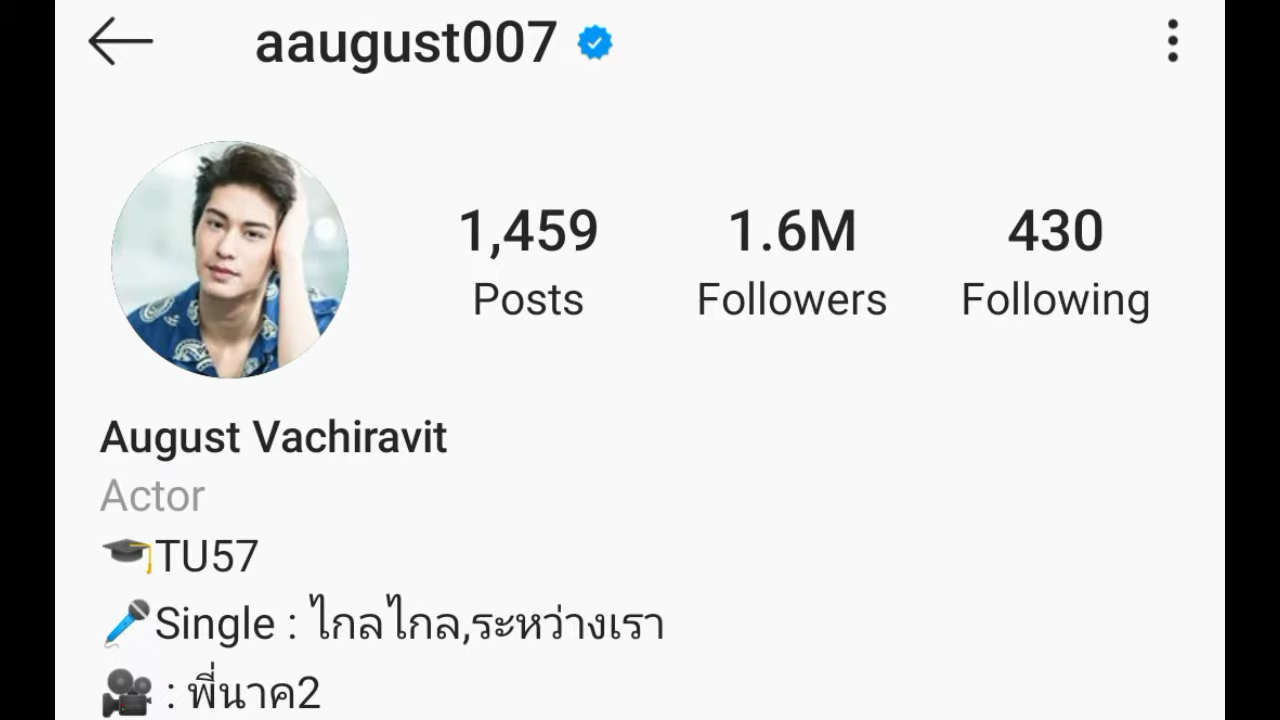 aaugust007
1,459 1.6M 430
Posts Followers Following
August Vachiravit
Actor
🎓TU57
🎤Single : ไกลไกล,ระหว่างเรา
🎥 : พี่นาค2